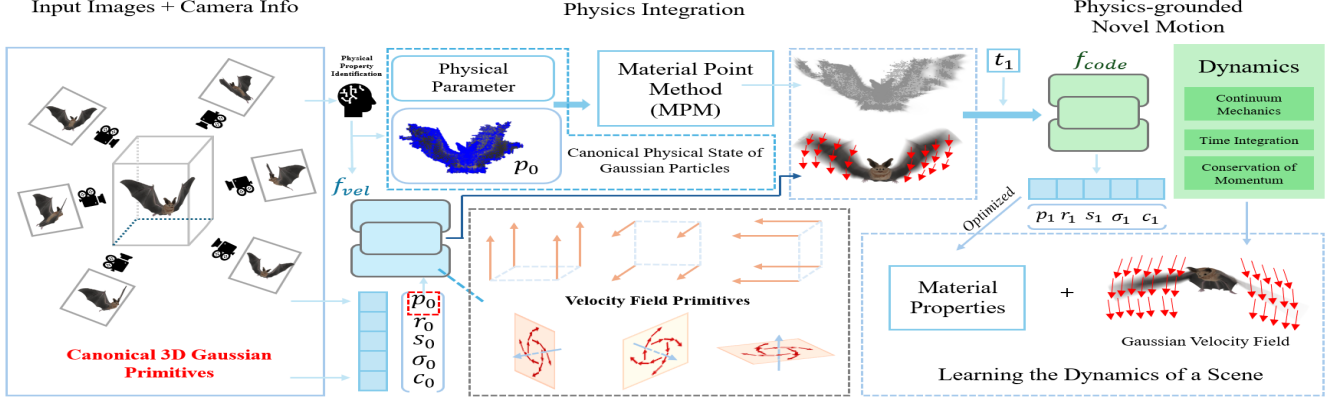 Input Images + Camera Info
Physics Integration
Physics-grounded
Novel Motion
Physical
Property
Identification
Physical
Parameter
p₀
Material Point
Method
(MPM)
Canonical Physical State of
Gaussian Particles
t₁
f_code
Dynamics
Continuum
Mechanics
Time Integration
Conservation of
Momentum
f_vel
Optimized
p₁ r₁ s₁ σ₁ c₁
Canonical 3D Gaussian
Primitives
p₀
r₀
s₀
σ₀
c₀
Velocity Field Primitives
Material
Properties
+
Gaussian Velocity Field
Learning the Dynamics of a Scene